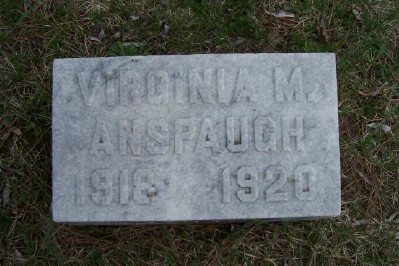 VIRGINIA M.
ANSPAUGH
1918 1920